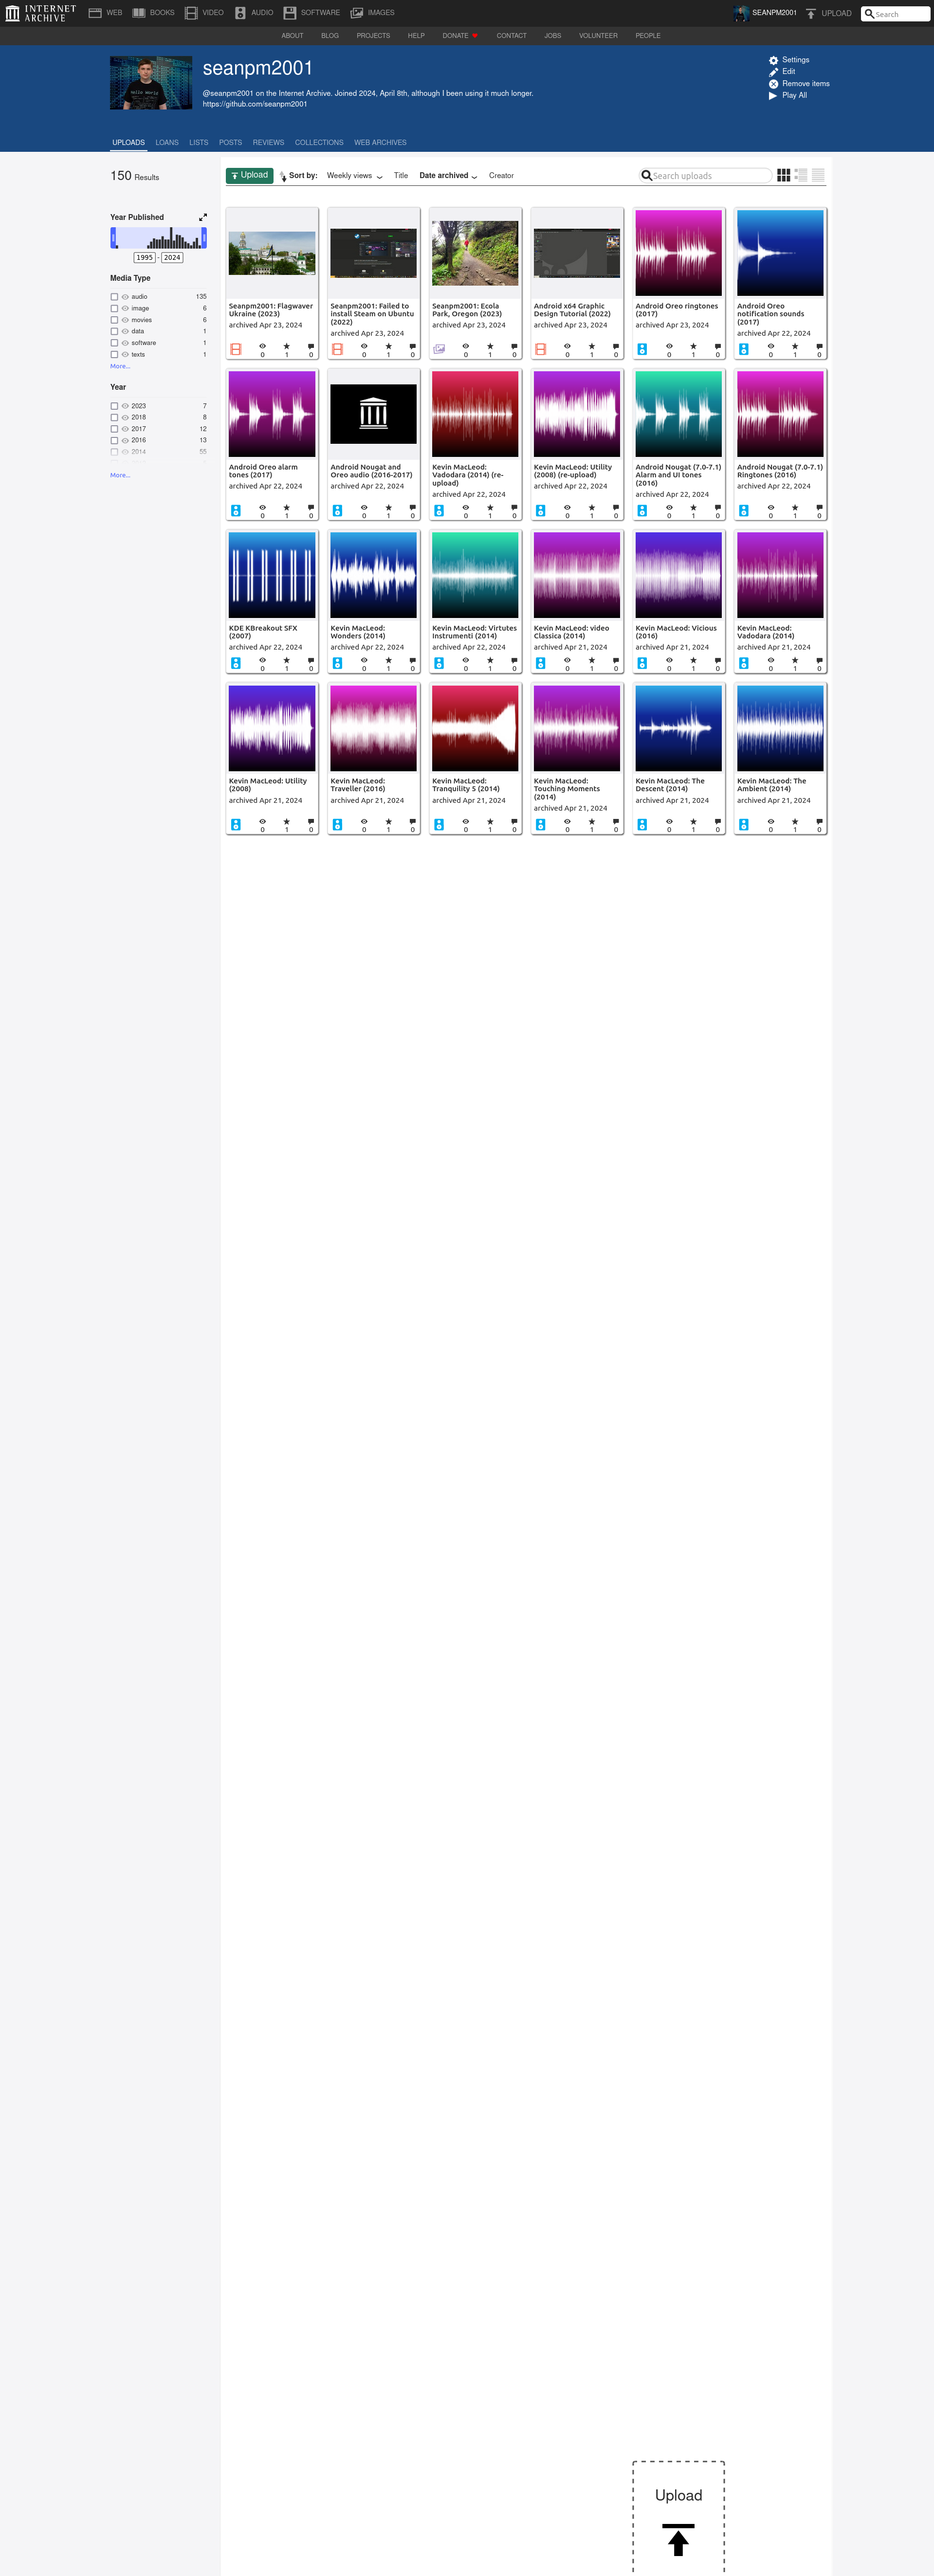 INTERNET ARCHIVE
WEB BOOKS VIDEO AUDIO SOFTWARE IMAGES SEANPM2001 UPLOAD Search
ABOUT BLOG PROJECTS HELP DONATE CONTACT JOBS VOLUNTEER PEOPLE
seanpm2001
@seanpm2001 on the Internet Archive. Joined 2024, April 8th, although I been using it much longer.
https://github.com/seanpm2001
Settings
Edit
Remove items
Play All
UPLOADS LOANS LISTS POSTS REVIEWS COLLECTIONS WEB ARCHIVES
150 Results
Upload Sort by: Weekly views Title Date archived Creator Search uploads
Year Published
1995 - 2024
Media Type
audio 135
image 6
movies 6
data 1
software 1
texts 1
More...
Year
2023 7
2018 8
2017 12
2016 13
2014 55
More...
Seanpm2001: Flagwaver
Ukraine (2023)
archived Apr 23, 2024
0 1 0
Seanpm2001: Failed to
install Steam on Ubuntu
(2022)
archived Apr 23, 2024
0 1 0
Seanpm2001: Ecola
Park, Oregon (2023)
archived Apr 23, 2024
0 1 0
Android x64 Graphic
Design Tutorial (2022)
archived Apr 23, 2024
0 1 0
Android Oreo ringtones
(2017)
archived Apr 23, 2024
0 1 0
Android Oreo
notification sounds
(2017)
archived Apr 22, 2024
0 1 0
Android Oreo alarm
tones (2017)
archived Apr 22, 2024
0 1 0
Android Nougat and
Oreo audio (2016-2017)
archived Apr 22, 2024
0 1 0
Kevin MacLeod:
Vadodara (2014) (re-
upload)
archived Apr 22, 2024
0 1 0
Kevin MacLeod: Utility
(2008) (re-upload)
archived Apr 22, 2024
0 1 0
Android Nougat (7.0-7.1)
Alarm and UI tones
(2016)
archived Apr 22, 2024
0 1 0
Android Nougat (7.0-7.1)
Ringtones (2016)
archived Apr 22, 2024
0 1 0
KDE KBreakout SFX
(2007)
archived Apr 22, 2024
0 1 0
Kevin MacLeod:
Wonders (2014)
archived Apr 22, 2024
0 1 0
Kevin MacLeod: Virtutes
Instrumenti (2014)
archived Apr 22, 2024
0 1 0
Kevin MacLeod: video
Classica (2014)
archived Apr 21, 2024
0 1 0
Kevin MacLeod: Vicious
(2016)
archived Apr 21, 2024
0 1 0
Kevin MacLeod:
Vadodara (2014)
archived Apr 21, 2024
0 1 0
Kevin MacLeod: Utility
(2008)
archived Apr 21, 2024
0 1 0
Kevin MacLeod:
Traveller (2016)
archived Apr 21, 2024
0 1 0
Kevin MacLeod:
Tranquility 5 (2014)
archived Apr 21, 2024
0 1 0
Kevin MacLeod:
Touching Moments
(2014)
archived Apr 21, 2024
0 1 0
Kevin MacLeod: The
Descent (2014)
archived Apr 21, 2024
0 1 0
Kevin MacLeod: The
Ambient (2014)
archived Apr 21, 2024
0 1 0
Upload